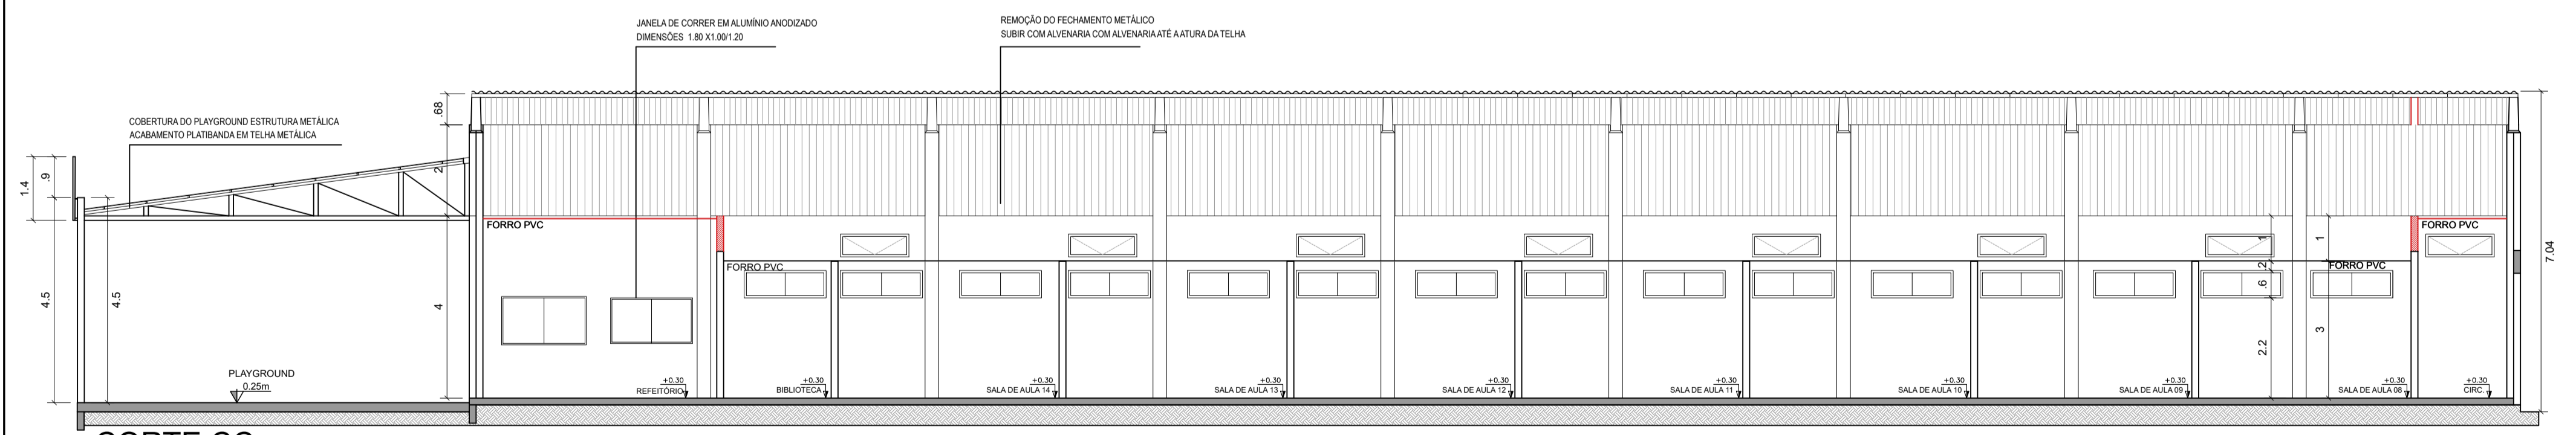 JANELA DE CORRER EM ALUMÍNIO ANODIZADO
DIMENSÕES 1.80 X1.00/1.20
REMOÇÃO DO FECHAMENTO METÁLICO
SUBIR COM ALVENARIA COM ALVENARIA ATÉ A ATURA DA TELHA
COBERTURA DO PLAYGROUND ESTRUTURA METÁLICA
ACABAMENTO PLATIBANDA EM TELHA METÁLICA
.68
1.4
.9
2
4.5
4.5
4
FORRO PVC
FORRO PVC
FORRO PVC
FORRO PVC
1
1
.2
.6
2.2
3
7.04
PLAYGROUND
0.25m
+0.30
REFEITÓRIO
+0.30
BIBLIOTECA
+0.30
SALA DE AULA 14
+0.30
SALA DE AULA 13
+0.30
SALA DE AULA 12
+0.30
SALA DE AULA 11
+0.30
SALA DE AULA 10
+0.30
SALA DE AULA 09
+0.30
SALA DE AULA 08
+0.30
CIRC.